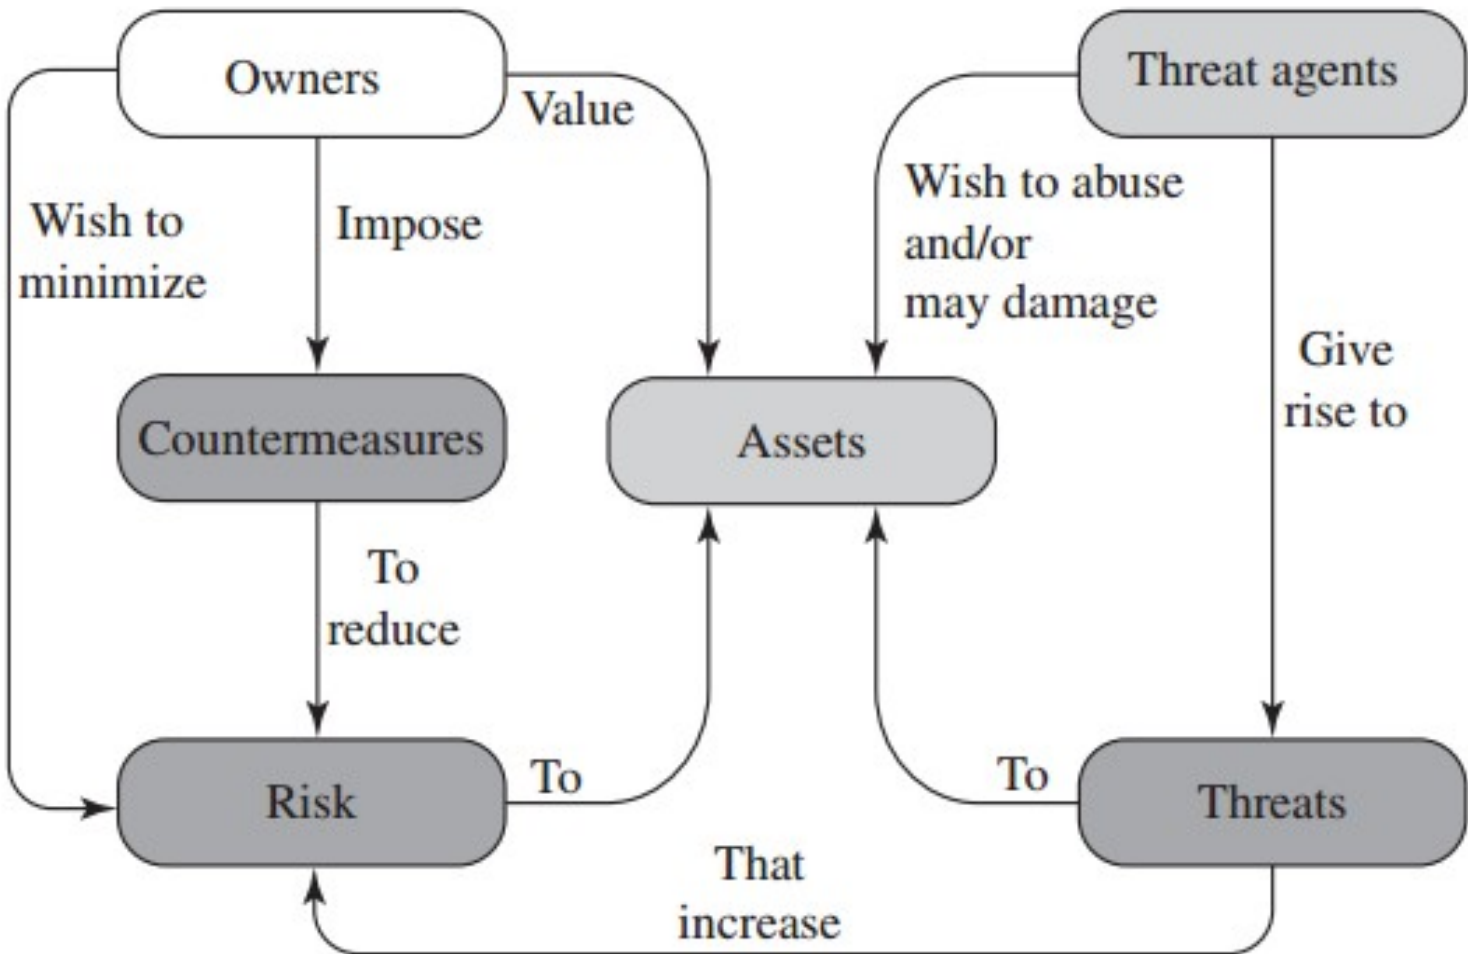 Owners
Threat agents
Value
Wish to
minimize
Impose
Wish to abuse
and/or
may damage
Give
rise to
Countermeasures
Assets
To
reduce
Risk
To
To
Threats
That
increase